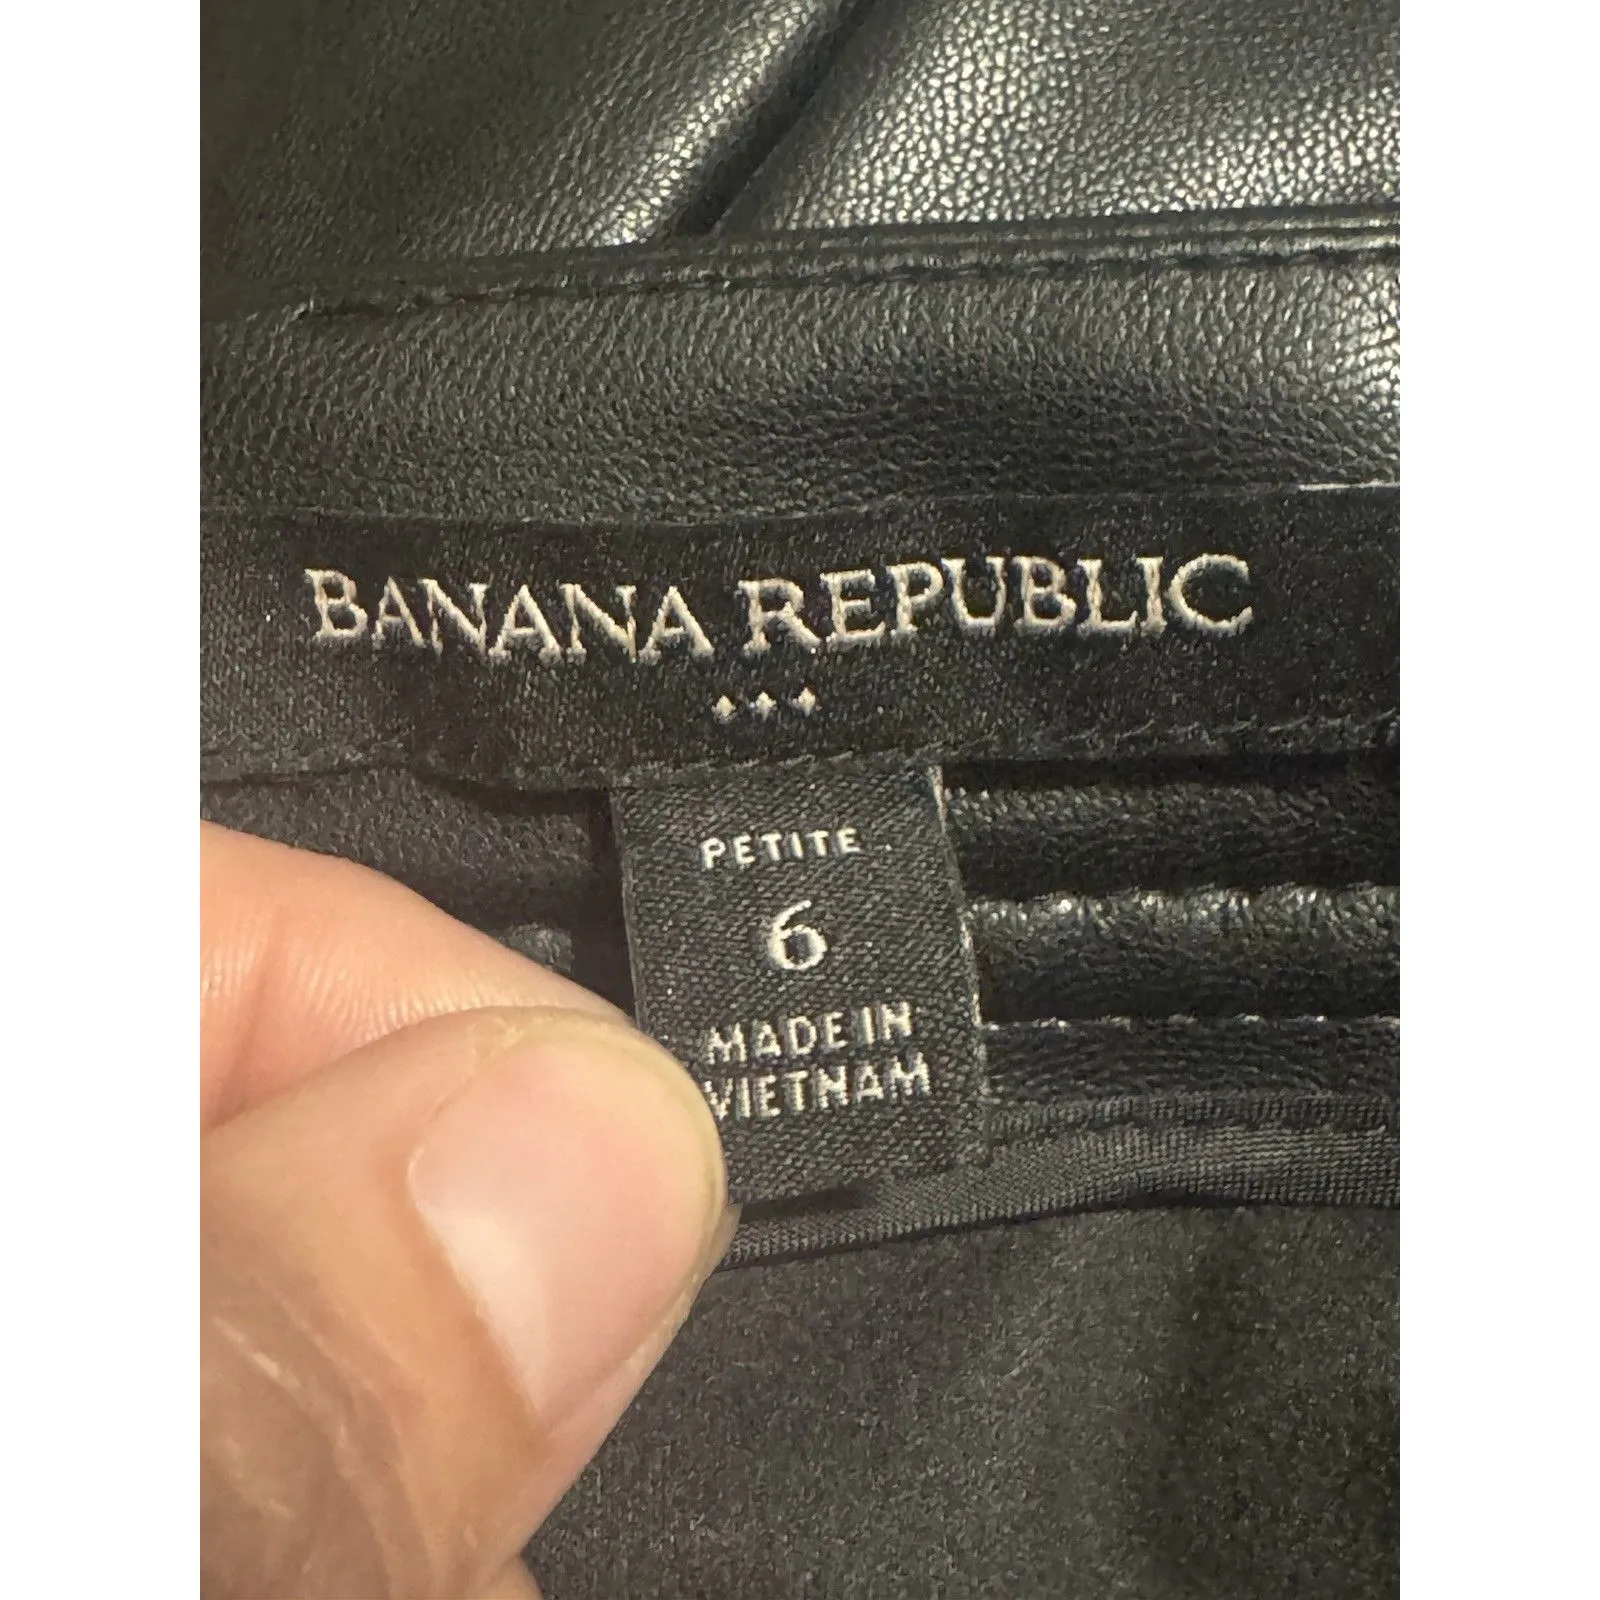 BANANA REPUBLIC
PETITE
6
MADE IN
VIETNAM